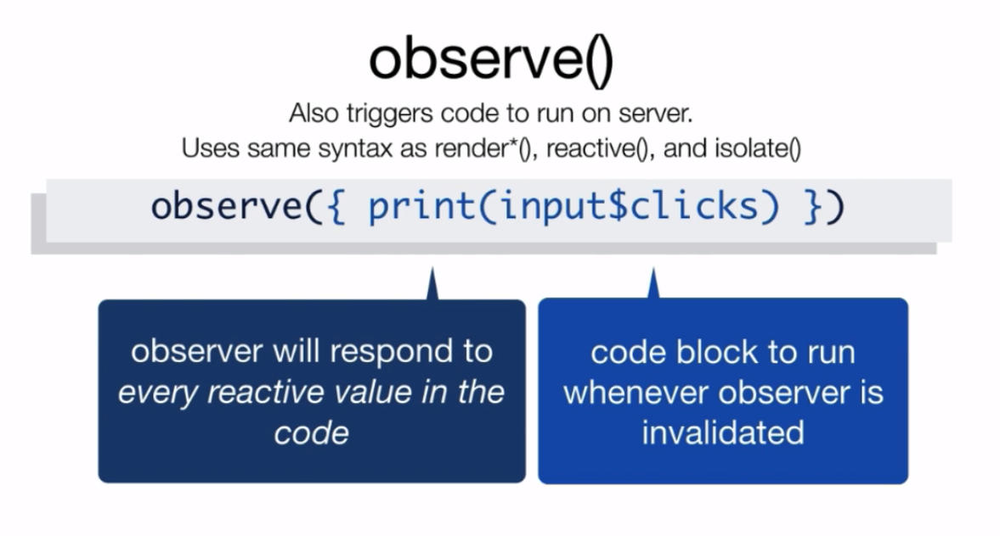 observe()
Also triggers code to run on server.
Uses same syntax as render*(), reactive(), and isolate()
observe({ print(input$clicks) })
observer will respond to
every reactive value in the
code
code block to run
whenever observer is
invalidated